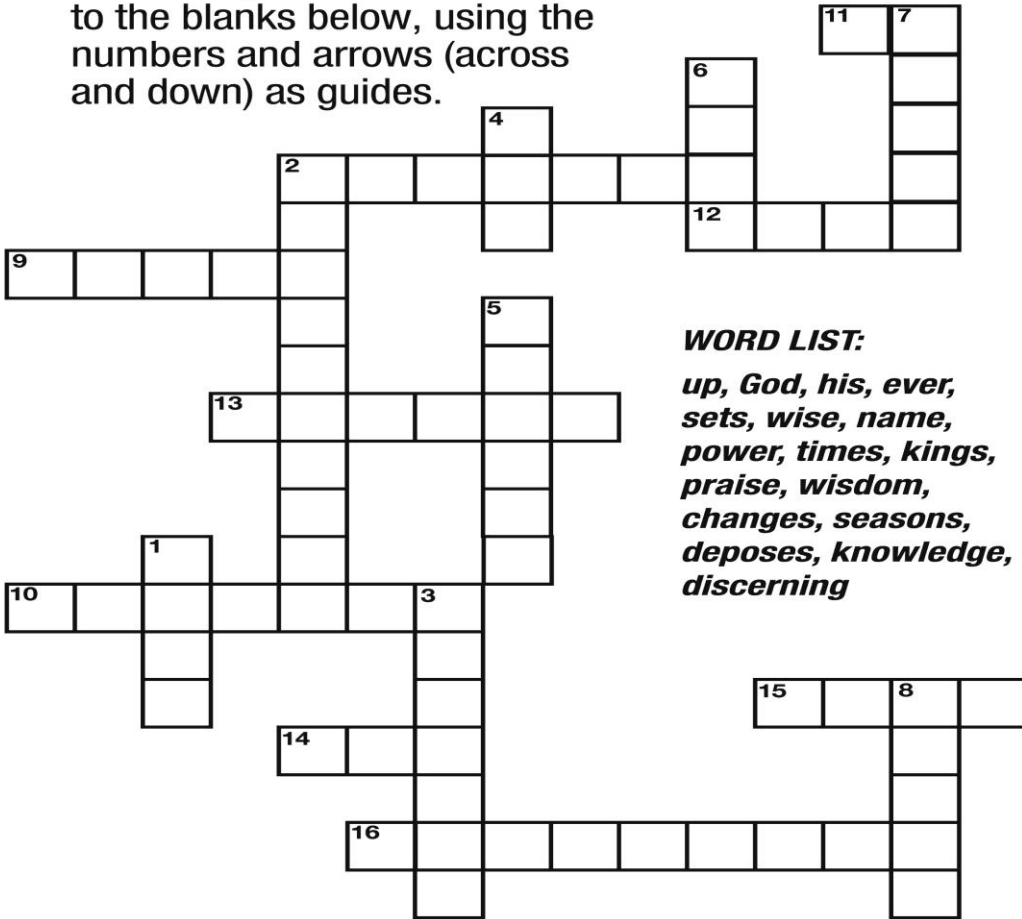 to the blanks below, using the
numbers and arrows (across
and down) as guides.
11 7
6
4
2
12
9
5
WORD LIST:
up, God, his, ever,
sets, wise, name,
power, times, kings,
praise, wisdom,
changes, seasons,
deposes, knowledge,
discerning
13
1
10 3
15 8
14
16